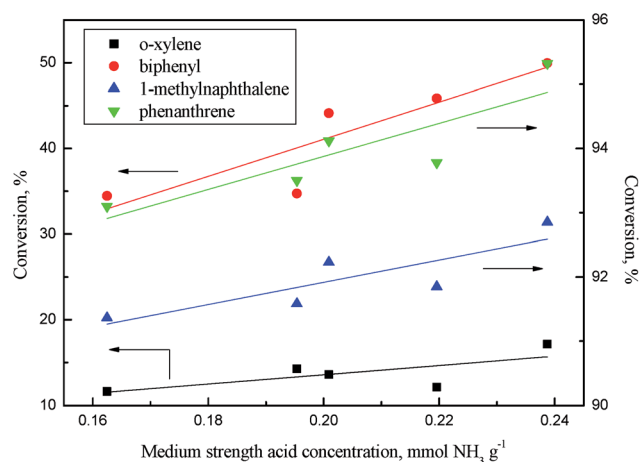 o-xylene
biphenyl
1-methylnaphthalene
phenanthrene
Conversion, %
50
40
30
20
10
96
94
92
90
Conversion, %
0.16
0.18
0.20
0.22
0.24
Medium strength acid concentration, mmol NH3 g-1